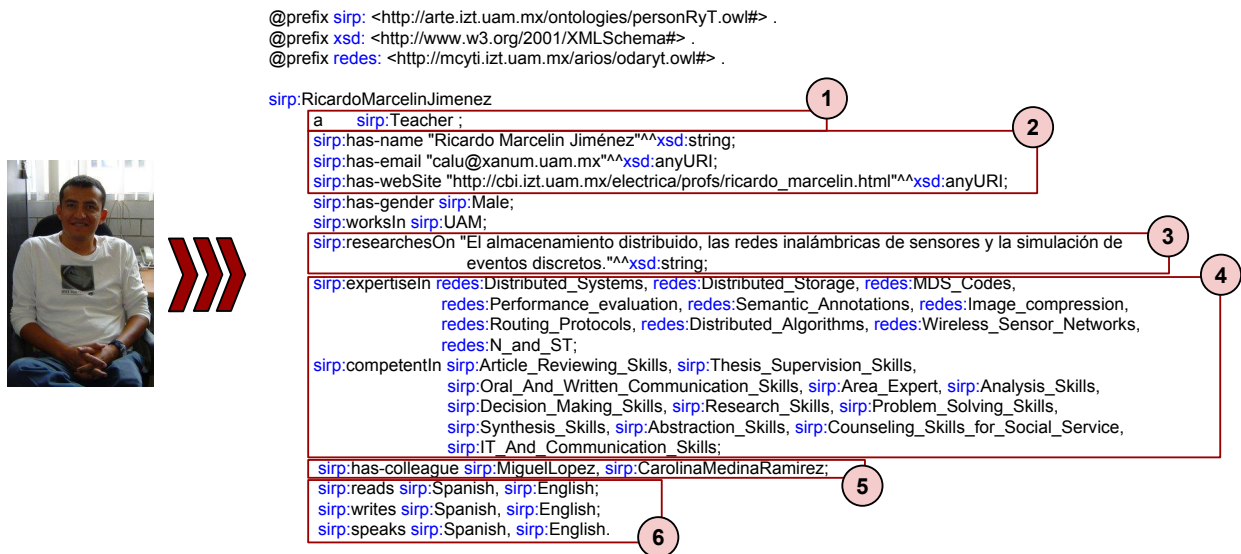 @prefix sirp: <http://arte.izt.uam.mx/ontologies/personRyT.owl#> .
@prefix xsd: <http://www.w3.org/2001/XMLSchema#> .
@prefix redes: <http://mcyti.izt.uam.mx/arios/odaryt.owl#> .
sirp:RicardoMarcelinJimenez
1
a sirp:Teacher ;
2
sirp:has-name "Ricardo Marcelin Jiménez"^^xsd:string;
sirp:has-email "calu@xanum.uam.mx"^^xsd:anyURI;
sirp:has-webSite "http://cbi.izt.uam.mx/electrica/profs/ricardo_marcelin.html"^^xsd:anyURI;
sirp:has-gender sirp:Male;
sirp:worksIn sirp:UAM;
3
sirp:researchesOn "El almacenamiento distribuido, las redes inalámbricas de sensores y la simulación de
eventos discretos."^^xsd:string;
4
sirp:expertiseIn redes:Distributed_Systems, redes:Distributed_Storage, redes:MDS_Codes,
redes:Performance_evaluation, redes:Semantic_Annotations, redes:Image_compression,
redes:Routing_Protocols, redes:Distributed_Algorithms, redes:Wireless_Sensor_Networks,
redes:N_and_ST;
sirp:competentIn sirp:Article_Reviewing_Skills, sirp:Thesis_Supervision_Skills,
sirp:Oral_And_Written_Communication_Skills, sirp:Area_Expert, sirp:Analysis_Skills,
sirp:Decision_Making_Skills, sirp:Research_Skills, sirp:Problem_Solving_Skills,
sirp:Synthesis_Skills, sirp:Abstraction_Skills, sirp:Counseling_Skills_for_Social_Service,
sirp:IT_And_Communication_Skills;
sirp:has-colleague sirp:MiguelLopez, sirp:CarolinaMedinaRamirez;
5
sirp:reads sirp:Spanish, sirp:English;
sirp:writes sirp:Spanish, sirp:English;
sirp:speaks sirp:Spanish, sirp:English.
6